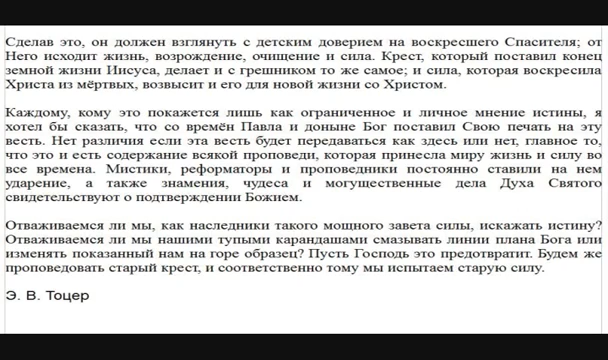 Сделав это, он должен взглянуть с детским доверием на воскресшего Спасителя; от
Него исходит жизнь, возрождение, очищение и сила. Крест, который поставил конец
земной жизни Иисуса, делает и с грешником то же самое; и сила, которая воскресила
Христа из мёртвых, возвысит и его для новой жизни со Христом.
Каждому, кому это покажется лишь как ограниченное и личное мнение истины, я
хотел бы сказать, что со времён Павла и доныне Бог поставил Свою печать на эту
весть. Нет различия если эта весть будет передаваться как здесь или нет, главное то,
что это и есть содержание всякой проповеди, которая принесла миру жизнь и силу во
все времена. Мистики, реформаторы и проповедники постоянно ставили на нем
ударение, а также знамения, чудеса и могущественные дела Духа Святого
свидетельствуют о подтверждении Божием.
Отваживаемся ли мы, как наследники такого мощного завета силы, искажать истину?
Отваживаемся ли мы нашими тупыми карандашами смазывать линии плана Бога или
изменять показанный нам на горе образец? Пусть Господь это предотвратит. Будем же
проповедовать старый крест, и соответственно тому мы испытаем старую силу.
Э. В. Тоцер